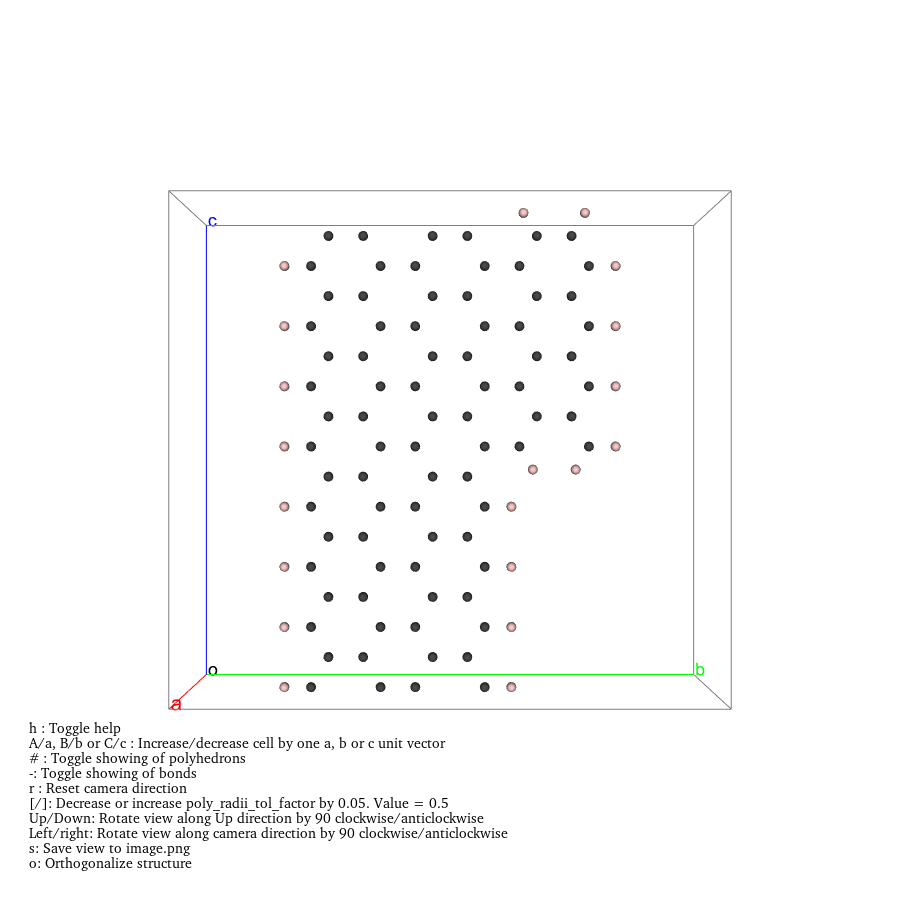 c
o
b
a
h : Toggle help
A/a, B/b or C/c : Increase/decrease cell by one a, b or c unit vector
# : Toggle showing of polyhedrons
-: Toggle showing of bonds
r : Reset camera direction
[/]: Decrease or increase poly_radii_tol_factor by 0.05. Value = 0.5
Up/Down: Rotate view along Up direction by 90 clockwise/anticlockwise
Left/right: Rotate view along camera direction by 90 clockwise/anticlockwise
s: Save view to image.png
o: Orthogonalize structure